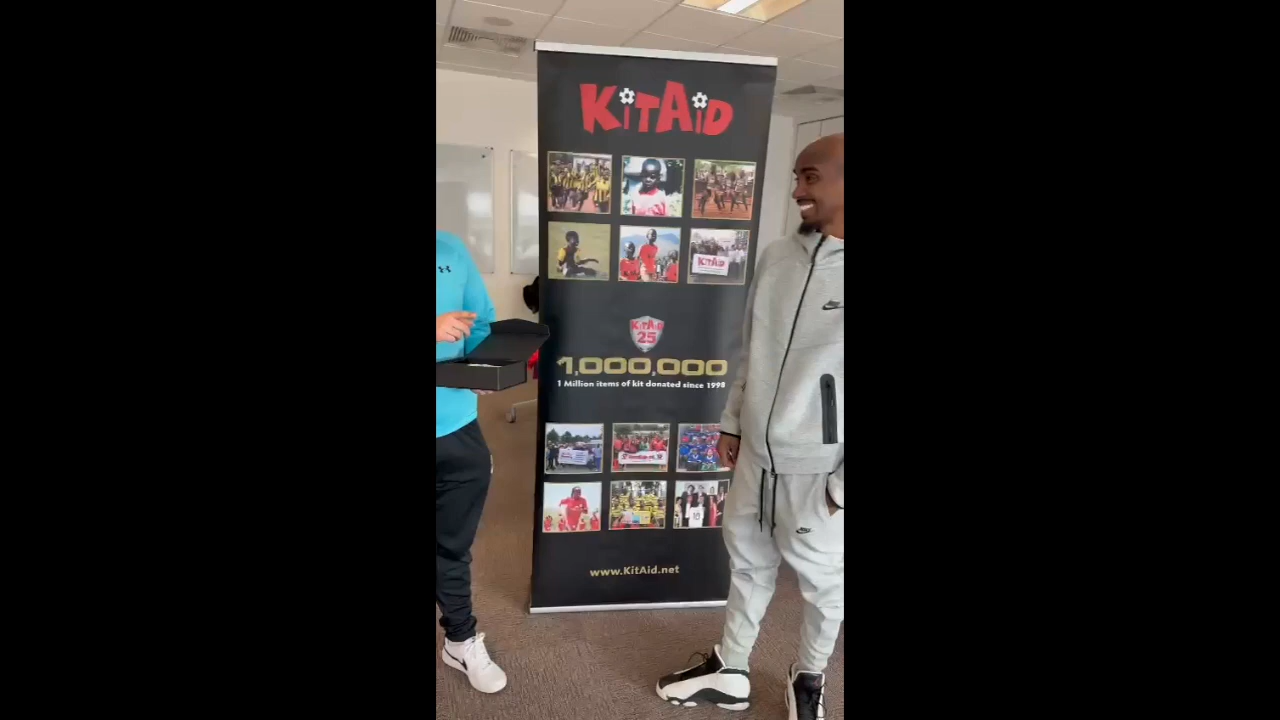 KitAid
KitAid
KitAid
25
1,000,000
1 Million items of kit donated since 1998
www.KitAid.net